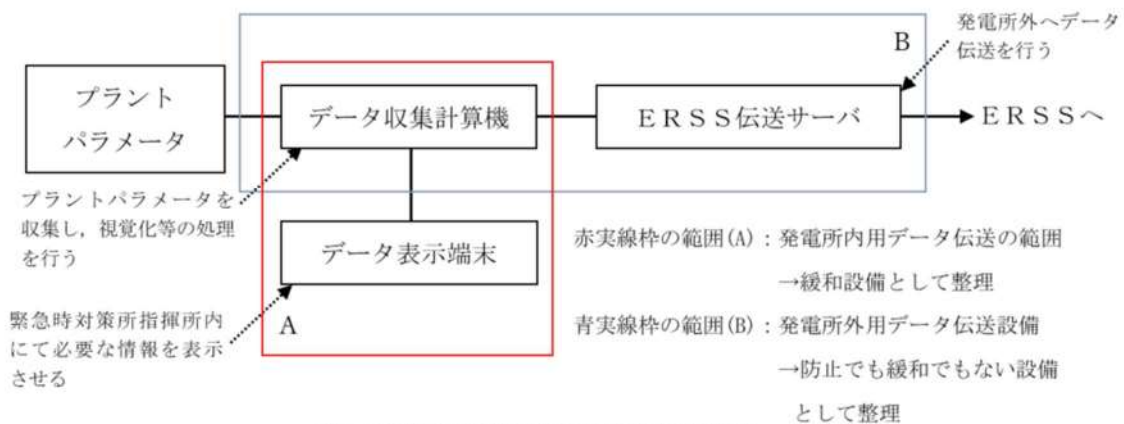 発電所外へデータ
伝送を行う
B
プラント
パラメータ
データ収集計算機
ERSS伝送サーバ
ERSSへ
プラントパラメータを
収集し,視覚化等の処理
を行う
データ表示端末
緊急時対策所指揮所内
にて必要な情報を表示
させる
A
赤実線枠の範囲(A):発電所内用データ伝送の範囲
→緩和設備として整理
青実線枠の範囲(B):発電所外用データ伝送設備
→防止でも緩和でもない設備
として整理